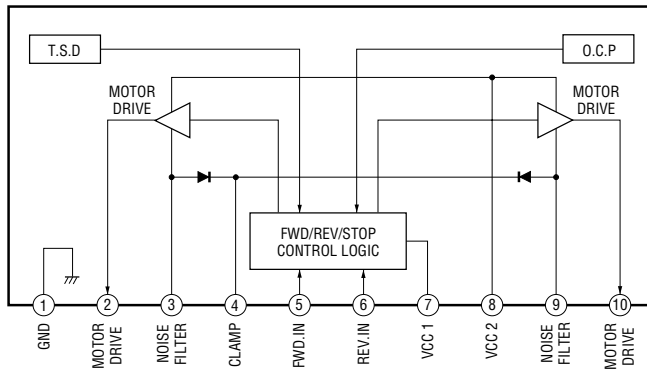 T.S.D
O.C.P
MOTOR
DRIVE
MOTOR
DRIVE
FWD/REV/STOP
CONTROL LOGIC
1
2
3
4
5
6
7
8
9
10
GND
MOTOR
DRIVE
NOISE
FILTER
CLAMP
FWD.IN
REV.IN
VCC 1
VCC 2
NOISE
FILTER
MOTOR
DRIVE